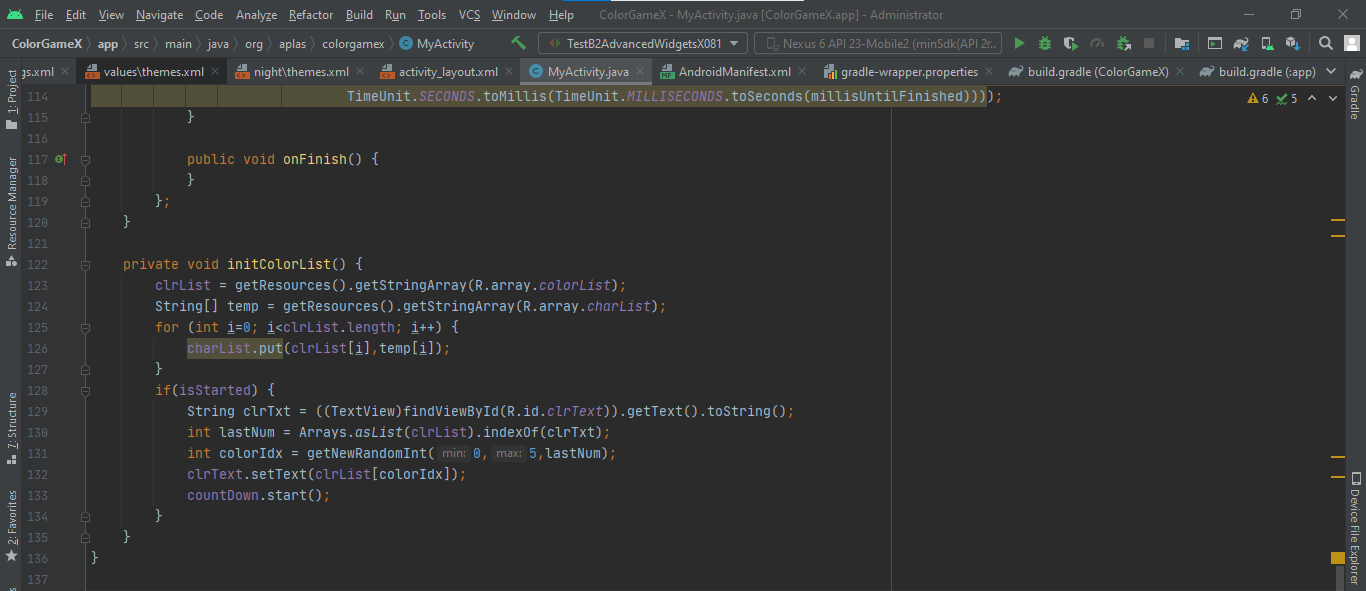 File Edit View Navigate Code Analyze Refactor Build Run Tools VCS Window Help ColorGameX - MyActivity.java [ColorGameX.app] - Administrator
ColorGameX app src main java org aplas colorgamex C MyActivity TestB2AdvancedWidgetsX081 Nexus 6 API 23-Mobile2 (minSdk(API 2
gs.xml values\themes.xml night\themes.xml activity_layout.xml C MyActivity.java MF AndroidManifest.xml gradle-wrapper.properties build.gradle (ColorGameX) build.gradle (:app)
1: Project
Resource Manager
7: Structure
2: Favorites
114 TimeUnit.SECONDS.toMillis(TimeUnit.MILLISECONDS.toSeconds(millisUntilFinished))));
6 5
115 }
116
117 public void onFinish() {
118 }
119 };
120 }
121
122 private void initColorList() {
123 clrList = getResources().getStringArray(R.array.colorList);
124 String[] temp = getResources().getStringArray(R.array.charList);
125 for (int i=0; i<clrList.length; i++) {
126 charList.put(clrList[i],temp[i]);
127 }
128 if(isStarted) {
129 String clrTxt = ((TextView)findViewById(R.id.clrText)).getText().toString();
130 int lastNum = Arrays.asList(clrList).indexOf(clrTxt);
131 int colorIdx = getNewRandomInt( min: 0, max: 5,lastNum);
132 clrText.setText(clrList[colorIdx]);
133 countDown.start();
134 }
135 }
136 }
137
Gradle
Device File Explorer